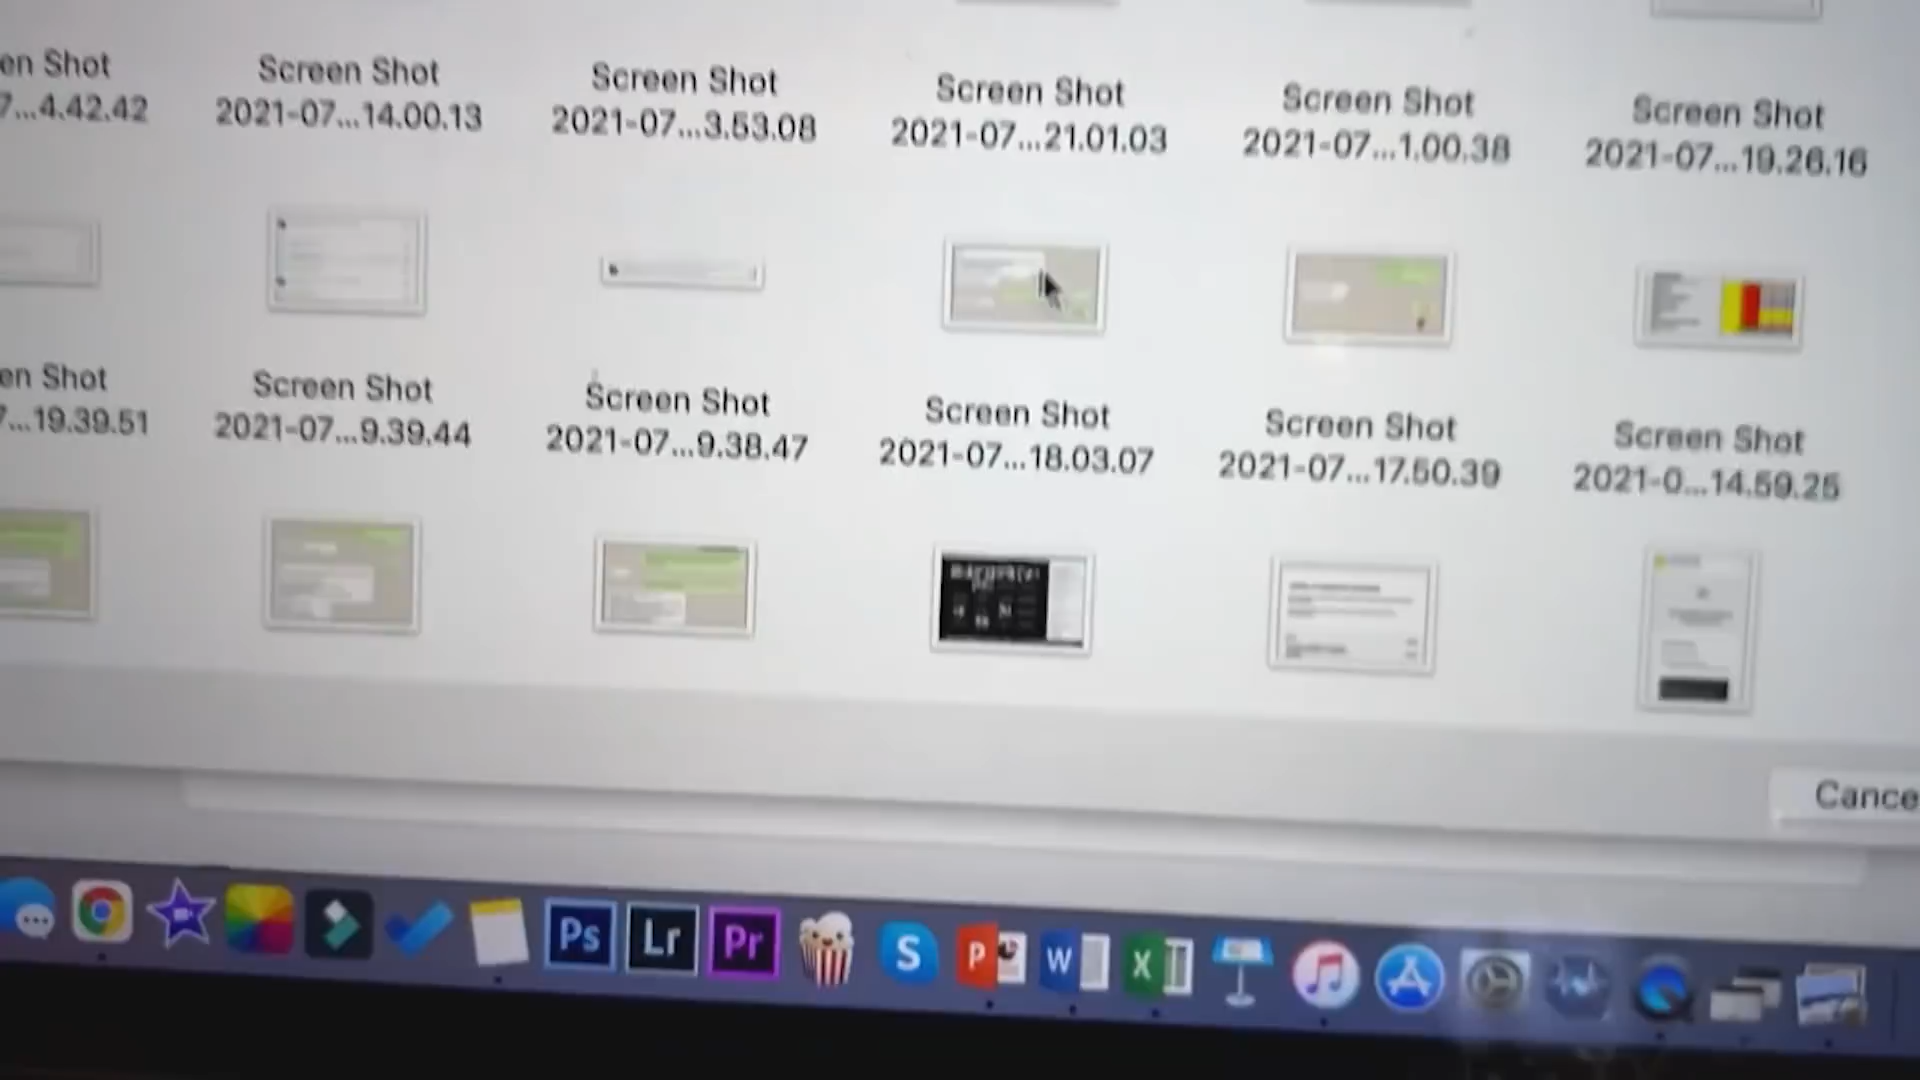 en Shot
7...4.42.42
Screen Shot
2021-07...14.00.13
Screen Shot
2021-07...3.53.08
Screen Shot
2021-07...21.01.03
Screen Shot
2021-07...1.00.38
Screen Shot
2021-07...19.26.16
en Shot
7...19.39.51
Screen Shot
2021-07...9.39.44
Screen Shot
2021-07...9.38.47
Screen Shot
2021-07...18.03.07
Screen Shot
2021-07...17.50.39
Screen Shot
2021-0...14.59.25
Cance
Ps
Lr
Pr
S
P
W
X